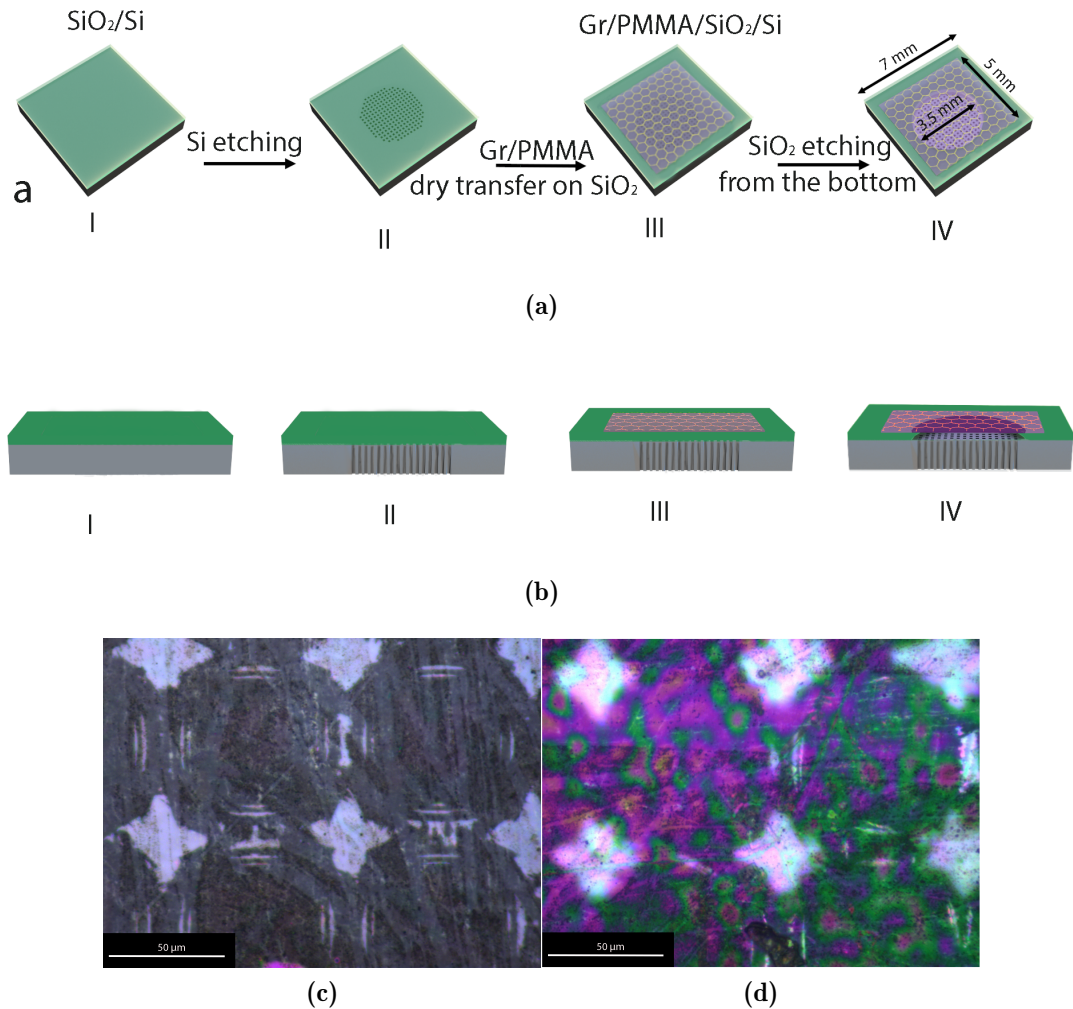 SiO₂/Si
Gr/PMMA/SiO₂/Si
7 mm
5 mm
3.5 mm
Si etching
Gr/PMMA
dry transfer on SiO₂
SiO₂ etching
from the bottom
a
I
II
III
IV
(a)
I
II
III
IV
(b)
50 µm
50 µm
(c)
(d)